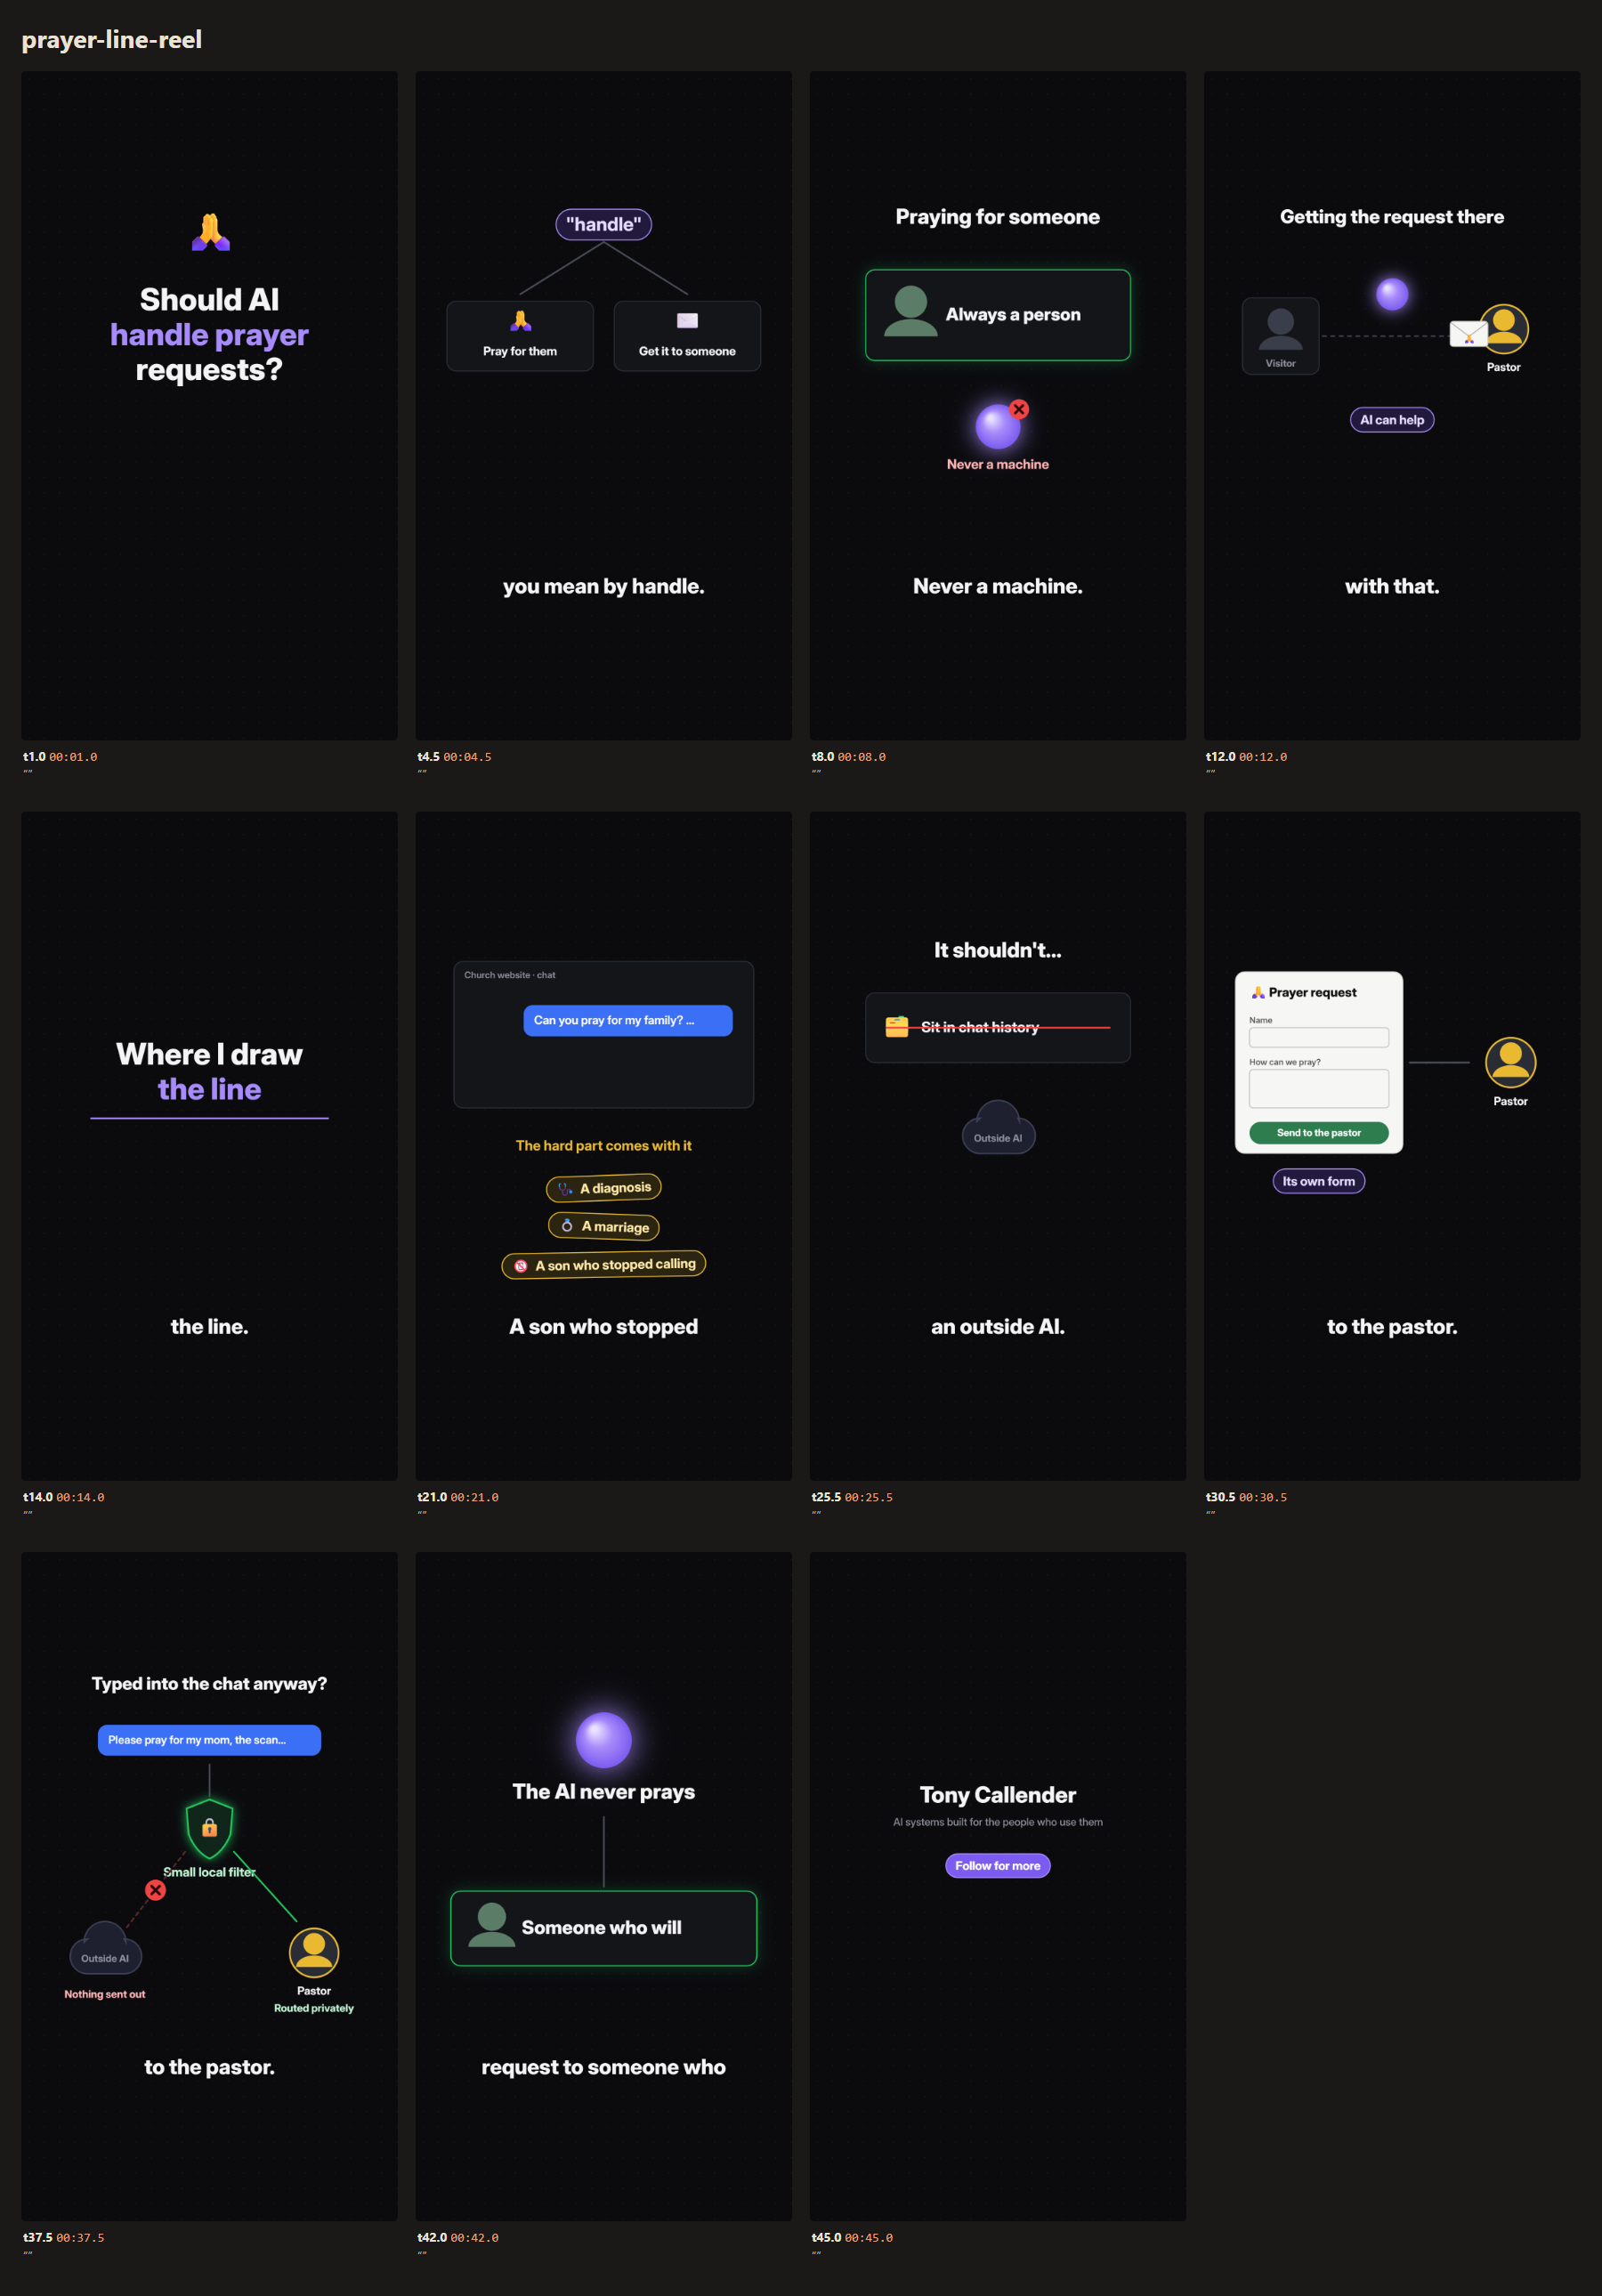 prayer-line-reel
Should AI
handle prayer
requests?
t1.0 00:01.0
""
"handle"
Pray for them
Get it to someone
you mean by handle.
t4.5 00:04.5
""
Praying for someone
Always a person
Never a machine
Never a machine.
t8.0 00:08.0
""
Getting the request there
Visitor
Pastor
AI can help
with that.
t12.0 00:12.0
""
Where I draw
the line
the line.
t14.0 00:14.0
""
Church website · chat
Can you pray for my family? ...
The hard part comes with it
A diagnosis
A marriage
A son who stopped calling
A son who stopped
t21.0 00:21.0
""
It shouldn't...
Sit in chat history
Outside AI
an outside AI.
t25.5 00:25.5
""
Prayer request
Name
How can we pray?
Send to the pastor
Pastor
Its own form
to the pastor.
t30.5 00:30.5
""
Typed into the chat anyway?
Please pray for my mom, the scan...
Small local filter
Outside AI
Nothing sent out
Pastor
Routed privately
to the pastor.
t37.5 00:37.5
""
The AI never prays
Someone who will
request to someone who
t42.0 00:42.0
""
Tony Callender
AI systems built for the people who use them
Follow for more
t45.0 00:45.0
""